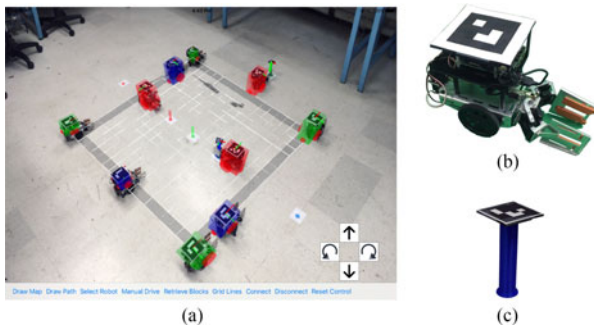 Draw Map Draw Path Select Robot Manual Drive Retrieve Blocks Grid Lines Connect Disconnect Reset Control
(a)
(b)
(c)